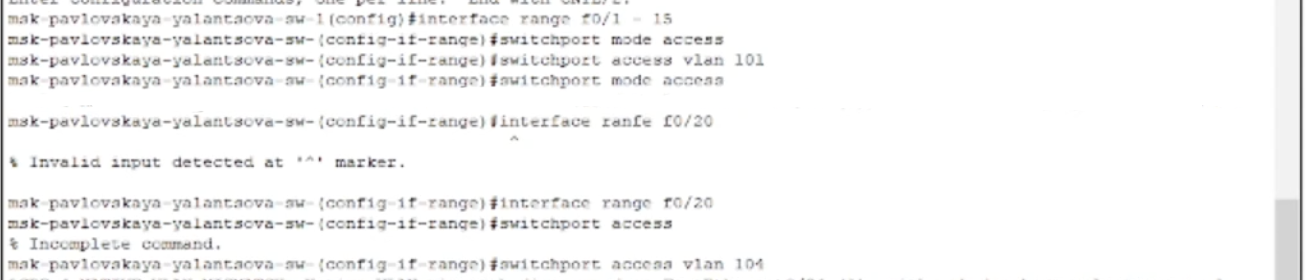 Enter configuration commands, one per line. End with CNTL/Z.
msk-pavlovskaya-yalantsova-sw-1(config)#interface range f0/1 - 15
msk-pavlovskaya-yalantsova-sw-(config-if-range)#switchport mode access
msk-pavlovskaya-yalantsova-sw-(config-if-range)#switchport access vlan 101
msk-pavlovskaya-yalantsova-sw-(config-if-range)#switchport mode access
msk-pavlovskaya-yalantsova-sw-(config-if-range)#interface ranfe f0/20
^
% Invalid input detected at '^' marker.
msk-pavlovskaya-yalantsova-sw-(config-if-range)#interface range f0/20
msk-pavlovskaya-yalantsova-sw-(config-if-range)#switchport access
% Incomplete command.
msk-pavlovskaya-yalantsova-sw-(config-if-range)#switchport access vlan 104